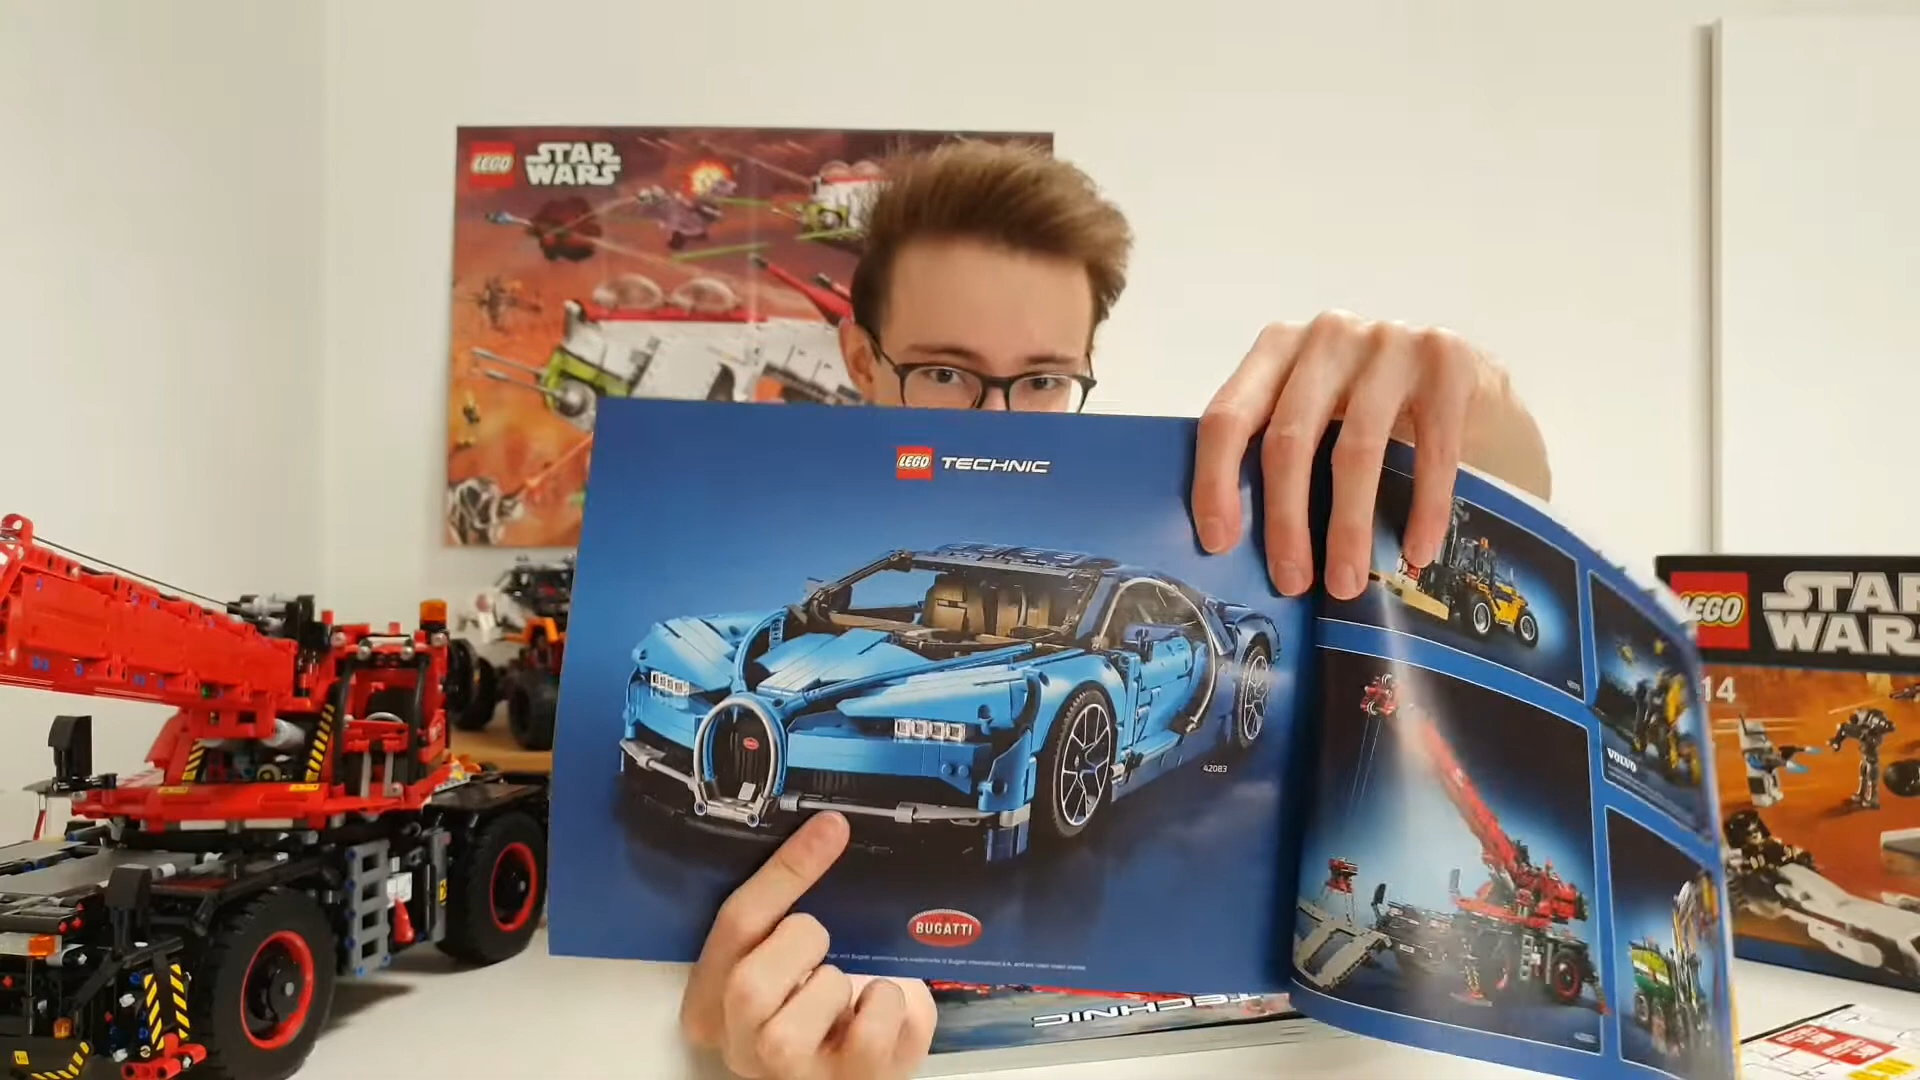 LEGO STAR WARS
LEGO TECHNIC
42083
BUGATTI
VOLVO
TECHNIC
LEGO STAR WARS
14